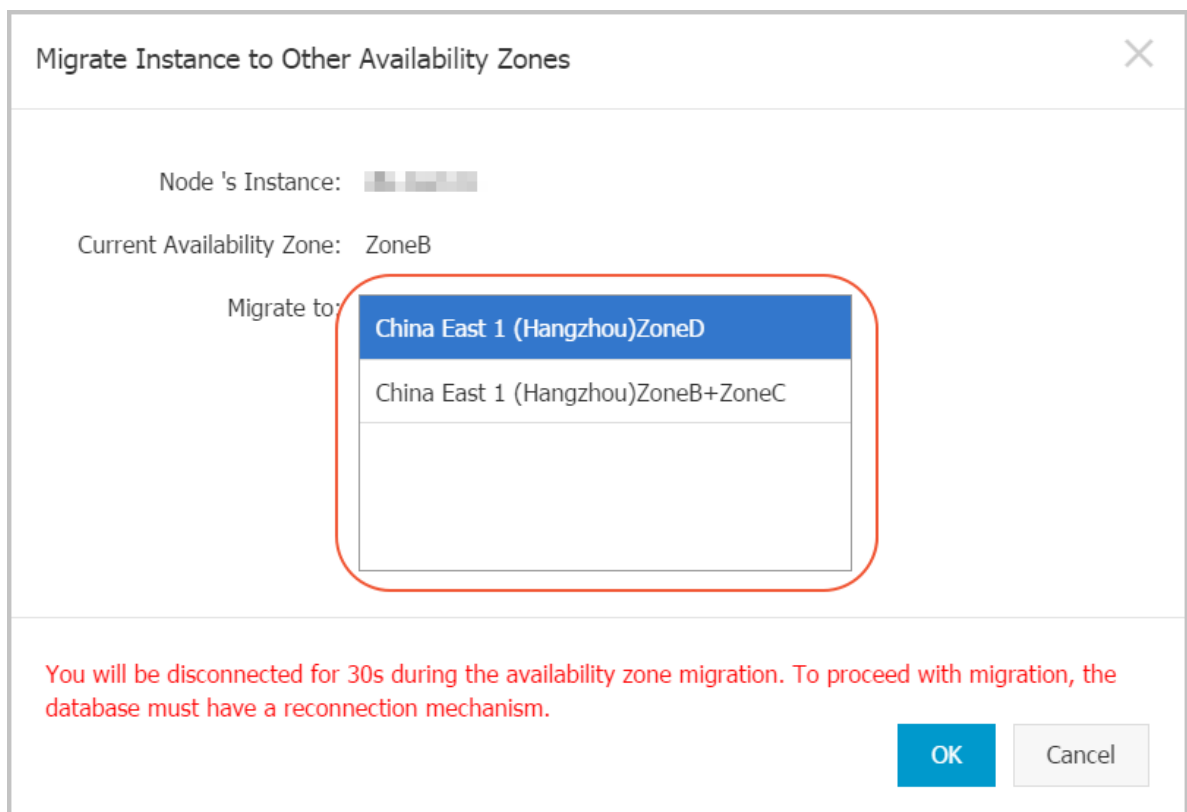 Migrate Instance to Other Availability Zones
Node 's Instance:
Current Availability Zone: ZoneB
Migrate to:
China East 1 (Hangzhou)ZoneD
China East 1 (Hangzhou)ZoneB+ZoneC
You will be disconnected for 30s during the availability zone migration. To proceed with migration, the
database must have a reconnection mechanism.
OK Cancel